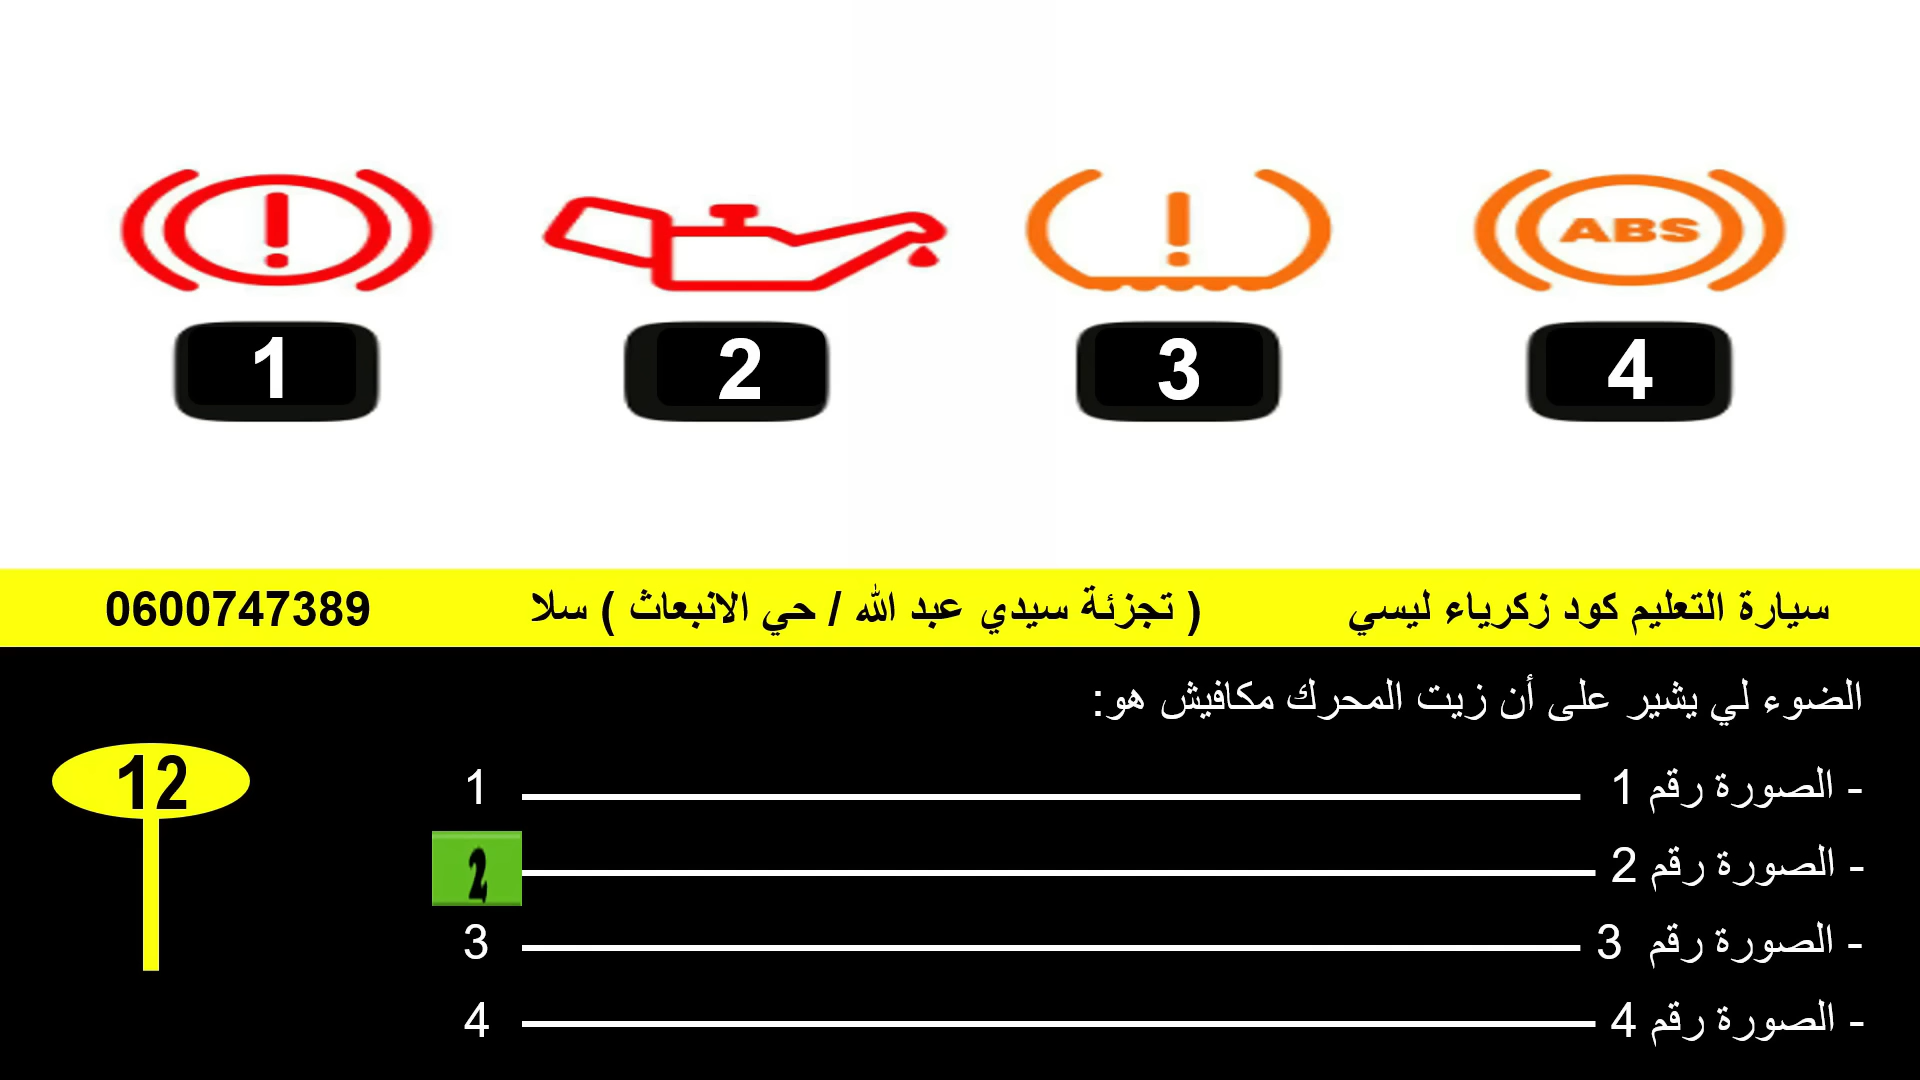 ABS
1 2 3 4
سيارة التعليم كود زكرياء ليسي ( تجزئة سيدي عبد الله / حي الانبعاث ) سلا 0600747389
الضوء لي يشير على أن زيت المحرك مكافيش هو:
12
- الصورة رقم 1 1
- الصورة رقم 2 2
- الصورة رقم 3 3
- الصورة رقم 4 4